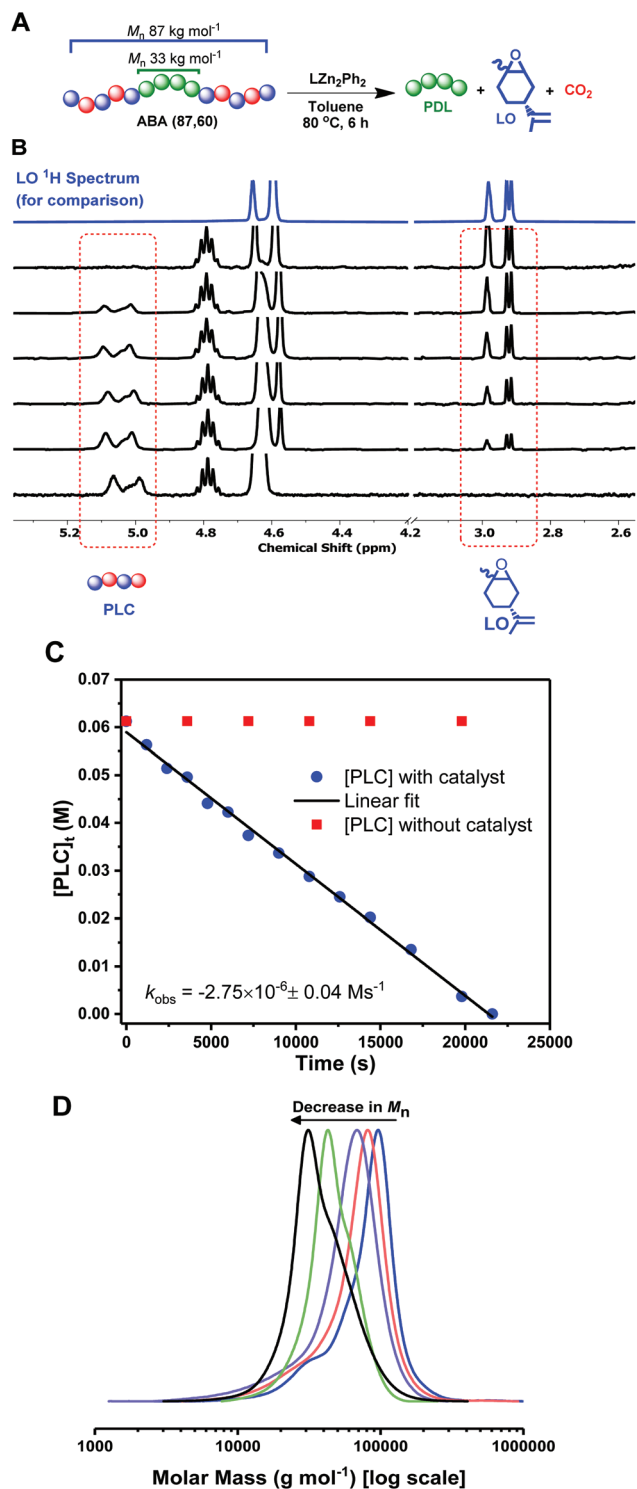 A
Mn 87 kg mol-1
Mn 33 kg mol-1
ABA (87,60)
LZn2Ph2
Toluene
80 oC, 6 h
PDL
+
O
LO
+
CO2
B
LO 1H Spectrum
(for comparison)
5.2 5.0 4.8 4.6 4.4 4.2 3.0 2.8 2.6
Chemical Shift (ppm)
PLC
O
LO
C
0.07
0.06
0.05
0.04
0.03
0.02
0.01
0.00
[PLC]t (M)
[PLC] with catalyst
Linear fit
[PLC] without catalyst
kobs = -2.75×10-6± 0.04 Ms-1
0 5000 10000 15000 20000 25000
Time (s)
D
Decrease in Mn
1000 10000 100000 1000000
Molar Mass (g mol-1) [log scale]